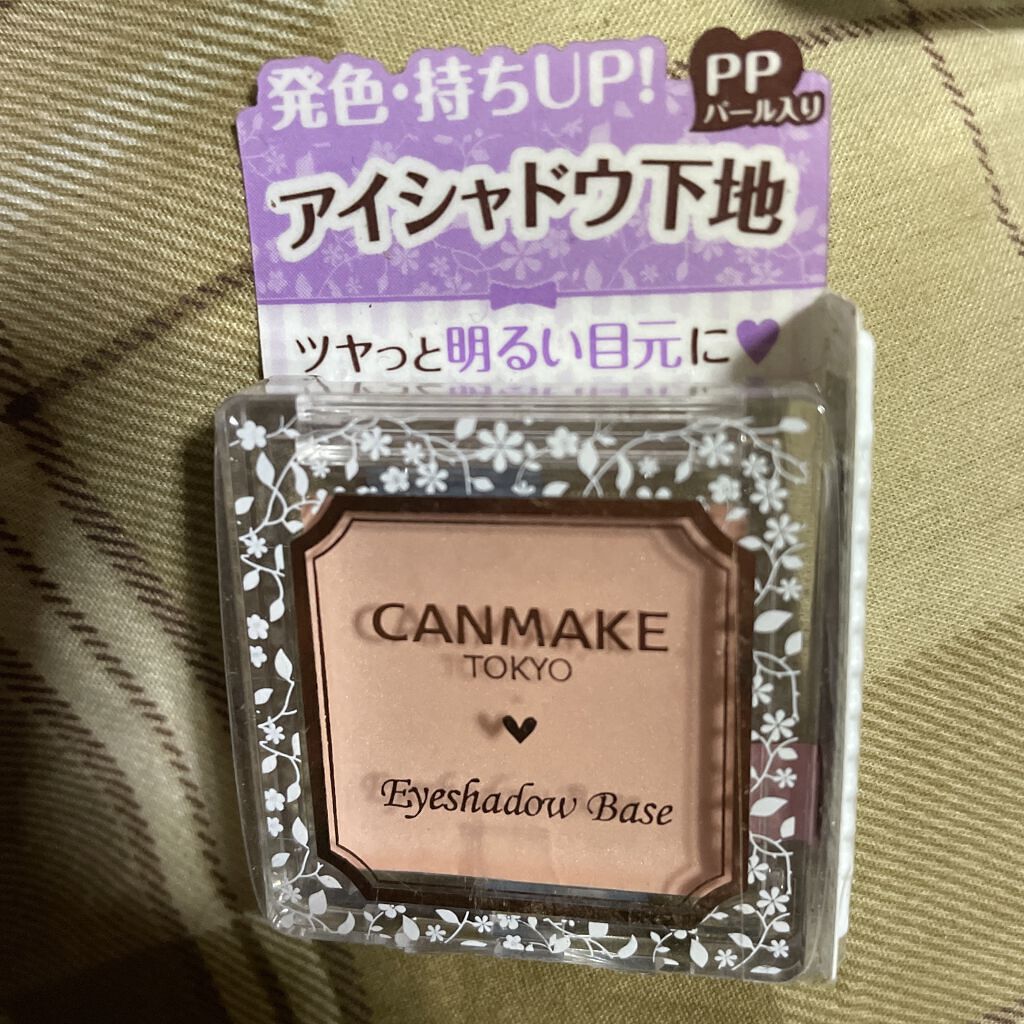 発色・持ちUP!
PP
パール入り
アイシャドウ下地
ツヤっと明るい目元に
CANMAKE
TOKYO
Eyeshadow Base